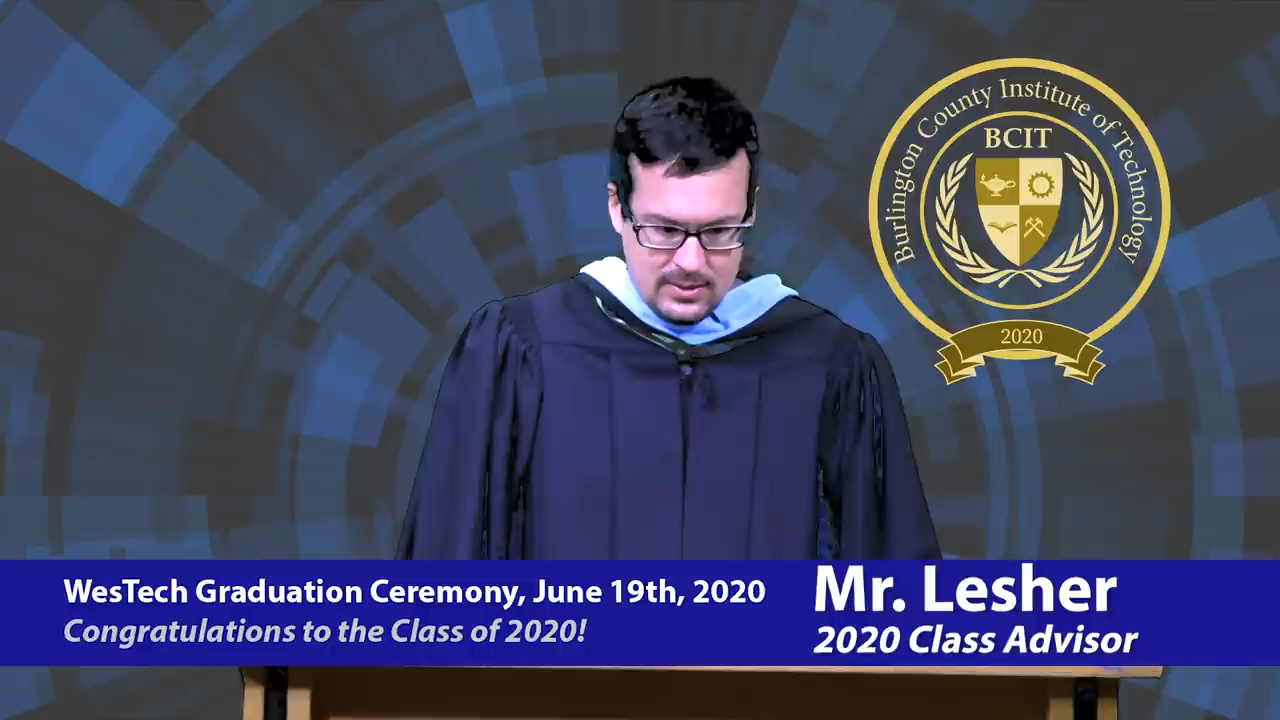 Burlington County Institute of Technology
BCIT
2020
WesTech Graduation Ceremony, June 19th, 2020
Congratulations to the Class of 2020!
Mr. Lesher
2020 Class Advisor